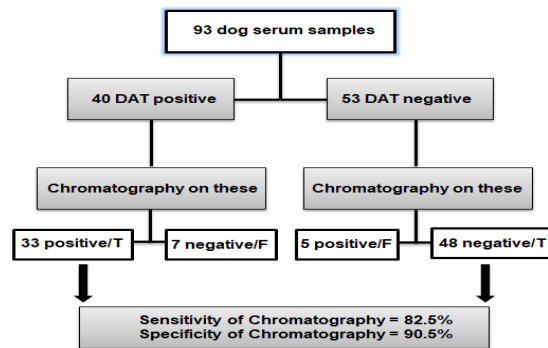 93 dog serum samples
40 DAT positive
53 DAT negative
Chromatography on these
Chromatography on these
33 positive/T
7 negative/F
5 positive/F
48 negative/T
Sensitivity of Chromatography = 82.5%
Specificity of Chromatography = 90.5%